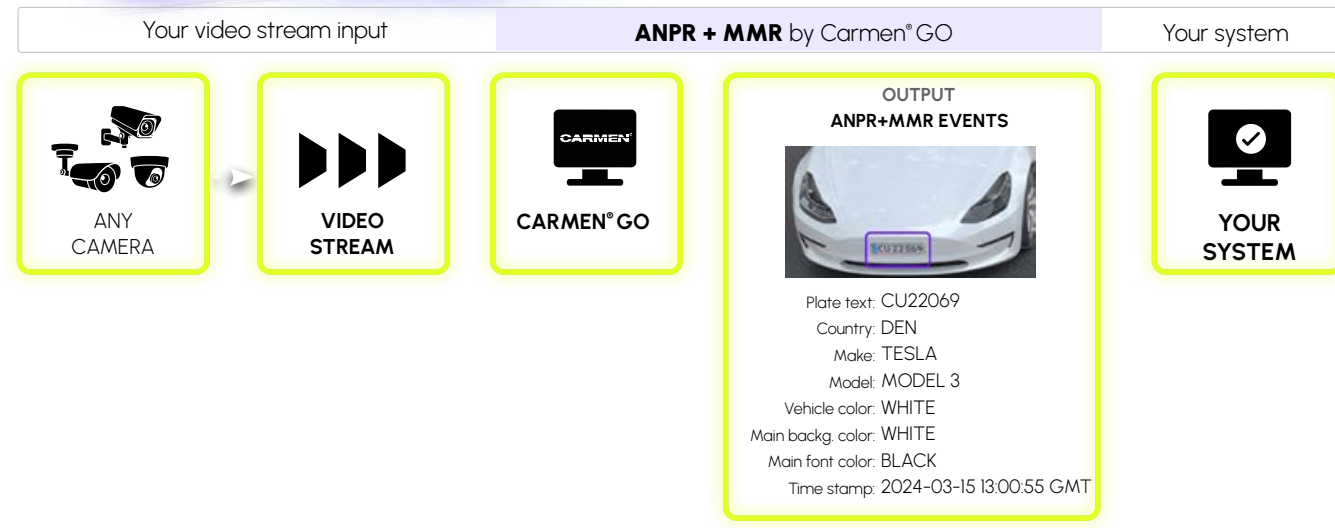 Your video stream input
ANPR + MMR by Carmen® GO
Your system
ANY
CAMERA
VIDEO
STREAM
CARMEN®
CARMEN® GO
OUTPUT
ANPR+MMR EVENTS
CU22069
Plate text: CU22069
Country: DEN
Make: TESLA
Model: MODEL 3
Vehicle color: WHITE
Main backg. color: WHITE
Main font color: BLACK
Time stamp: 2024-03-15 13:00:55 GMT
YOUR
SYSTEM